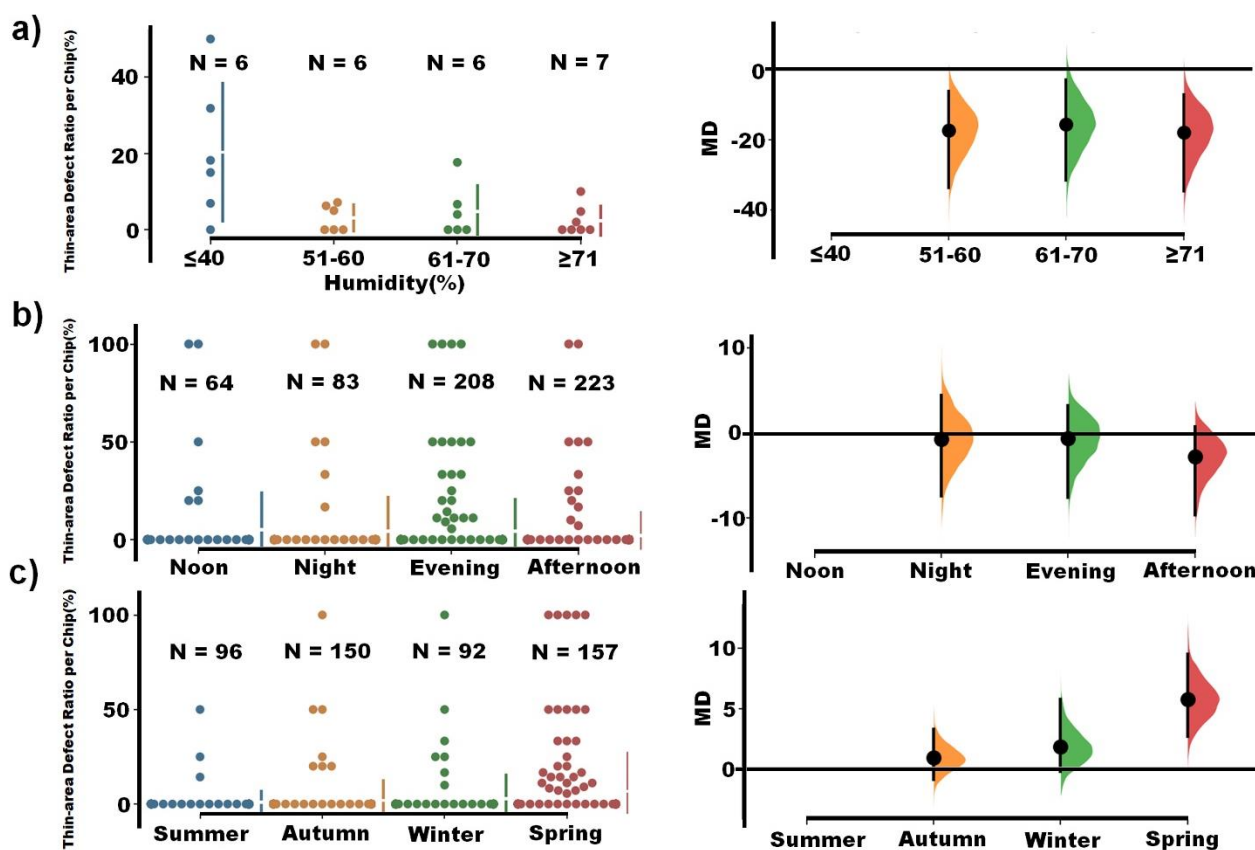 a)
Thin-area Defect Ratio per Chip(%)
40
20
0
N = 6
N = 6
N = 6
N = 7
≤40
51-60
61-70
≥71
Humidity(%)
MD
0
-20
-40
≤40
51-60
61-70
≥71
b)
Thin-area Defect Ratio per Chip(%)
100
50
0
N = 64
N = 83
N = 208
N = 223
Noon
Night
Evening
Afternoon
MD
10
0
-10
Noon
Night
Evening
Afternoon
c)
Thin-area Defect Ratio per Chip(%)
100
50
0
N = 96
N = 150
N = 92
N = 157
Summer
Autumn
Winter
Spring
MD
10
5
0
Summer
Autumn
Winter
Spring